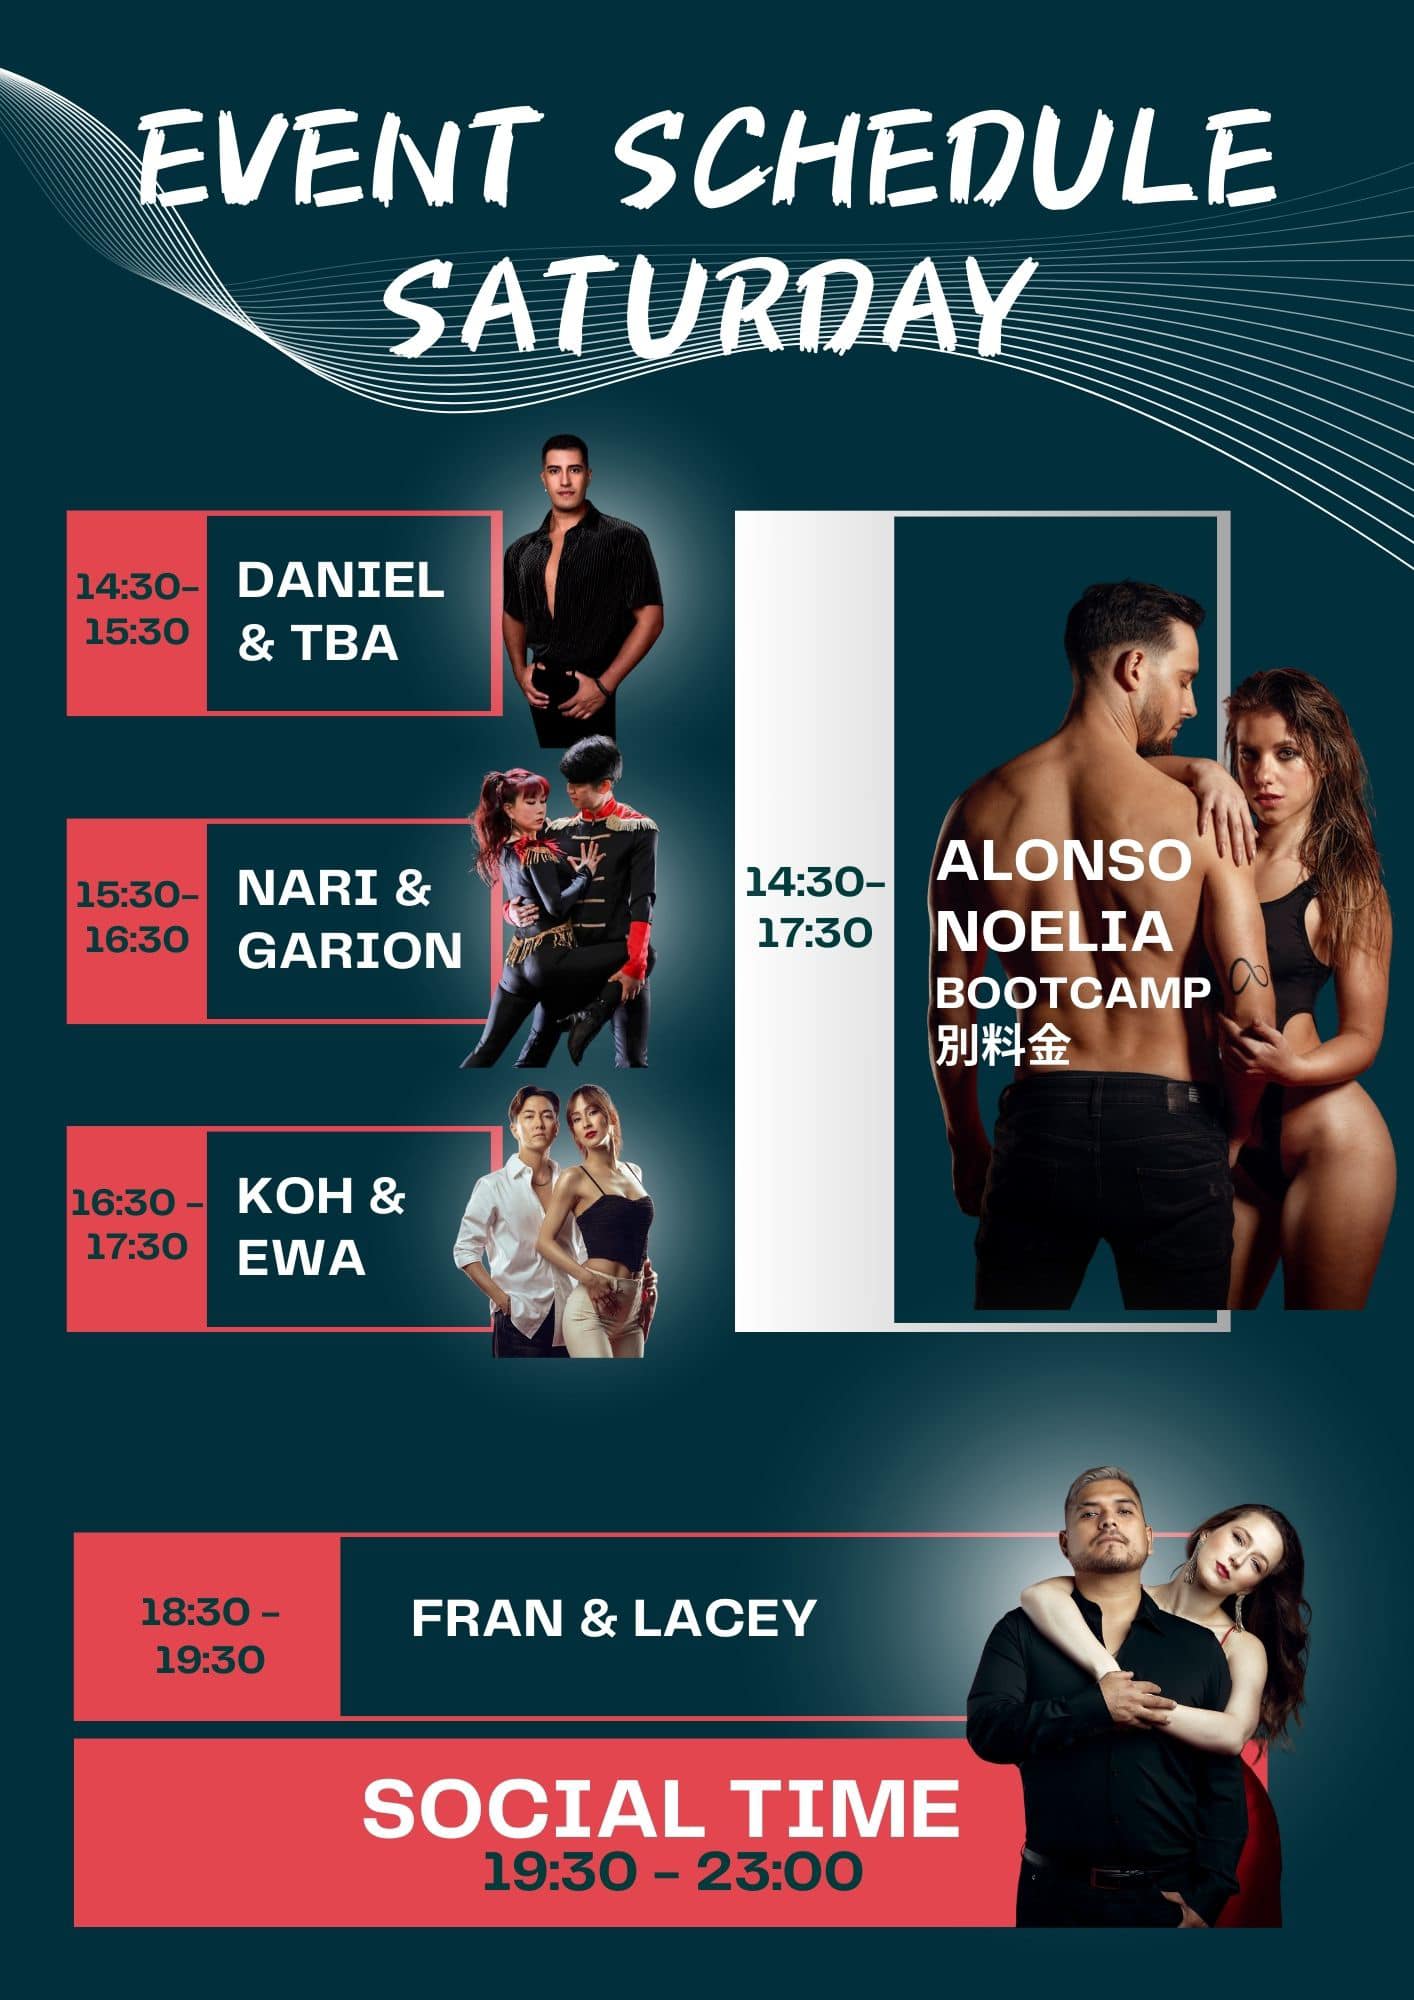 EVENT SCHEDULE
SATURDAY
14:30-
15:30
DANIEL
& TBA
15:30-
16:30
NARI &
GARION
16:30 -
17:30
KOH &
EWA
14:30-
17:30
ALONSO
NOELIA
BOOTCAMP
別料金
18:30 -
19:30
FRAN & LACEY
SOCIAL TIME
19:30 - 23:00